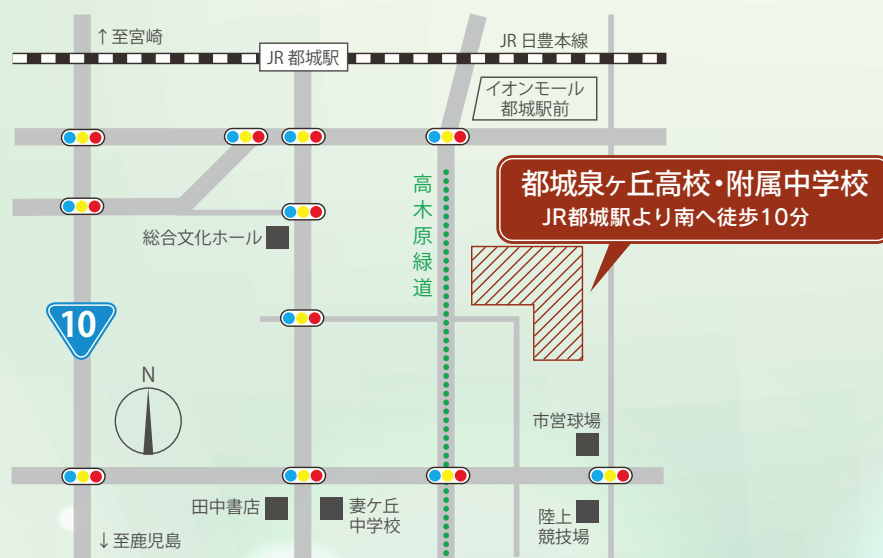 ↑至宮崎
JR 都城駅
JR 日豊本線
イオンモール
都城駅前
都城泉ヶ丘高校・附属中学校
JR都城駅より南へ徒歩10分
高木原緑道
総合文化ホール
10
N
市営球場
田中書店
妻ケ丘
中学校
陸上
競技場
↓至鹿児島